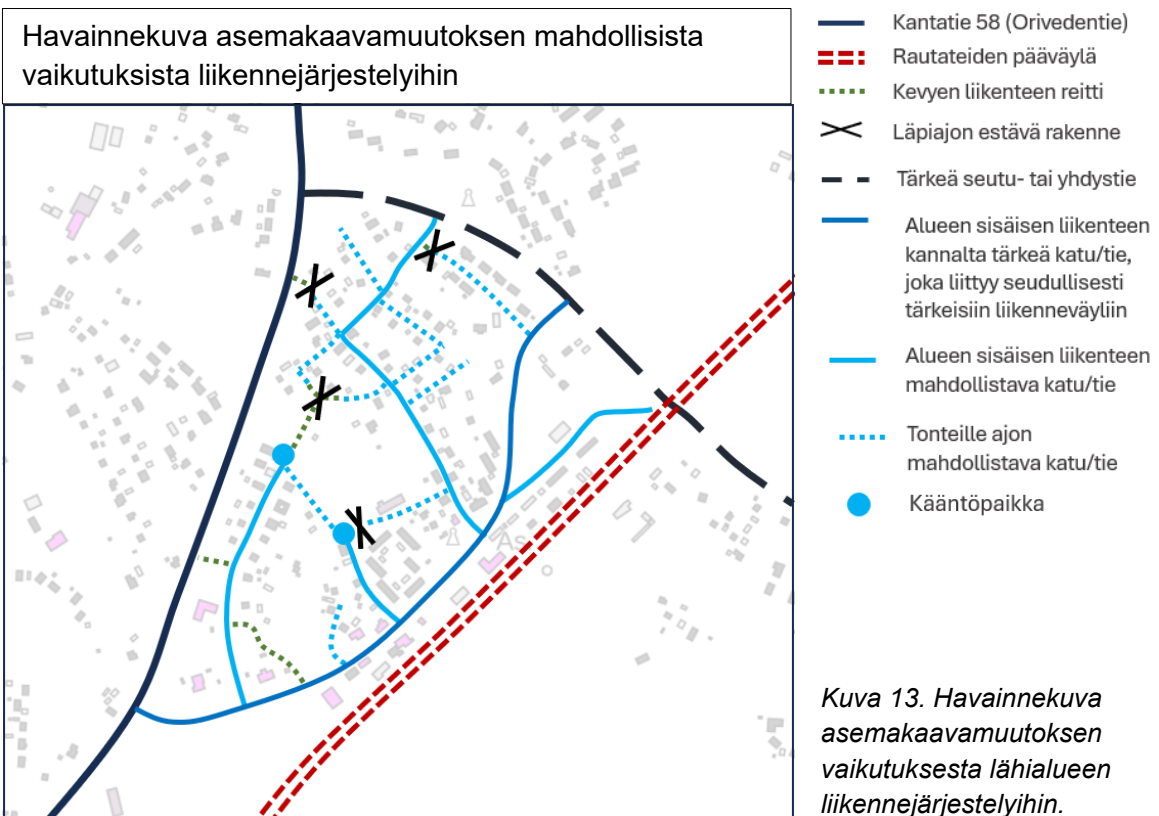 Havainnekuva asemakaavamuutoksen mahdollisista
vaikutuksista liikennejärjestelyihin
Kantatie 58 (Orivedentie)
Rautateiden pääväylä
Kevyen liikenteen reitti
Läpiajon estävä rakenne
Tärkeä seutu- tai yhdystie
Alueen sisäisen liikenteen
kannalta tärkeä katu/tie,
joka liittyy seudullisesti
tärkeisiin liikenneväyliin
Alueen sisäisen liikenteen
mahdollistava katu/tie
Tonteille ajon
mahdollistava katu/tie
Kääntöpaikka
As
Kuva 13. Havainnekuva
asemakaavamuutoksen
vaikutuksesta lähialueen
liikennejärjestelyihin.